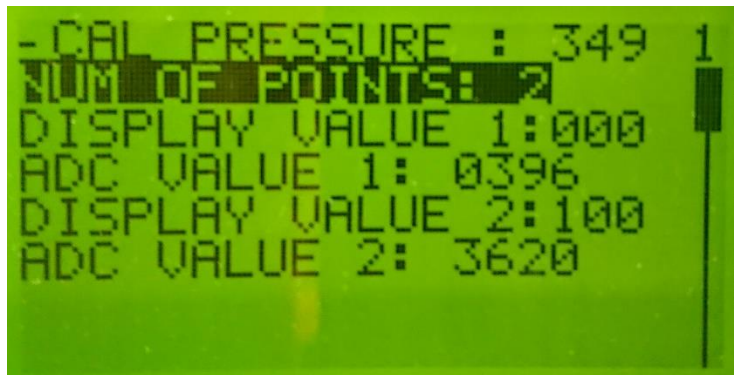 -CAL PRESSURE : 349 1
NUM OF POINTS: 2
DISPLAY VALUE 1:000
ADC VALUE 1: 0396
DISPLAY VALUE 2:100
ADC VALUE 2: 3620